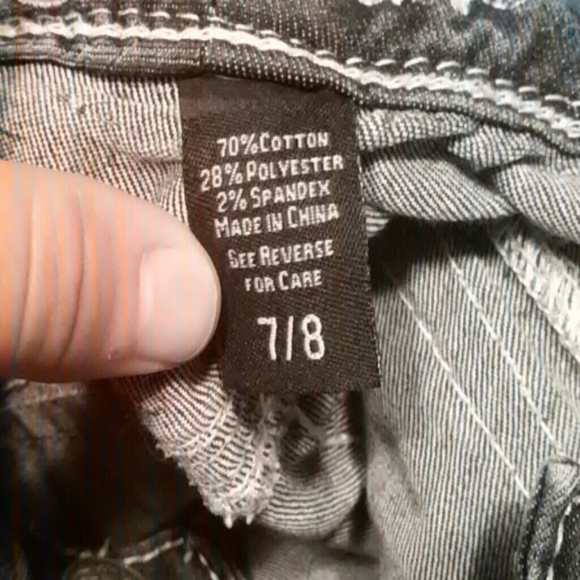 70% COTTON
28% POLYESTER
2% SPANDEX
MADE IN CHINA
SEE REVERSE
FOR CARE
7/8